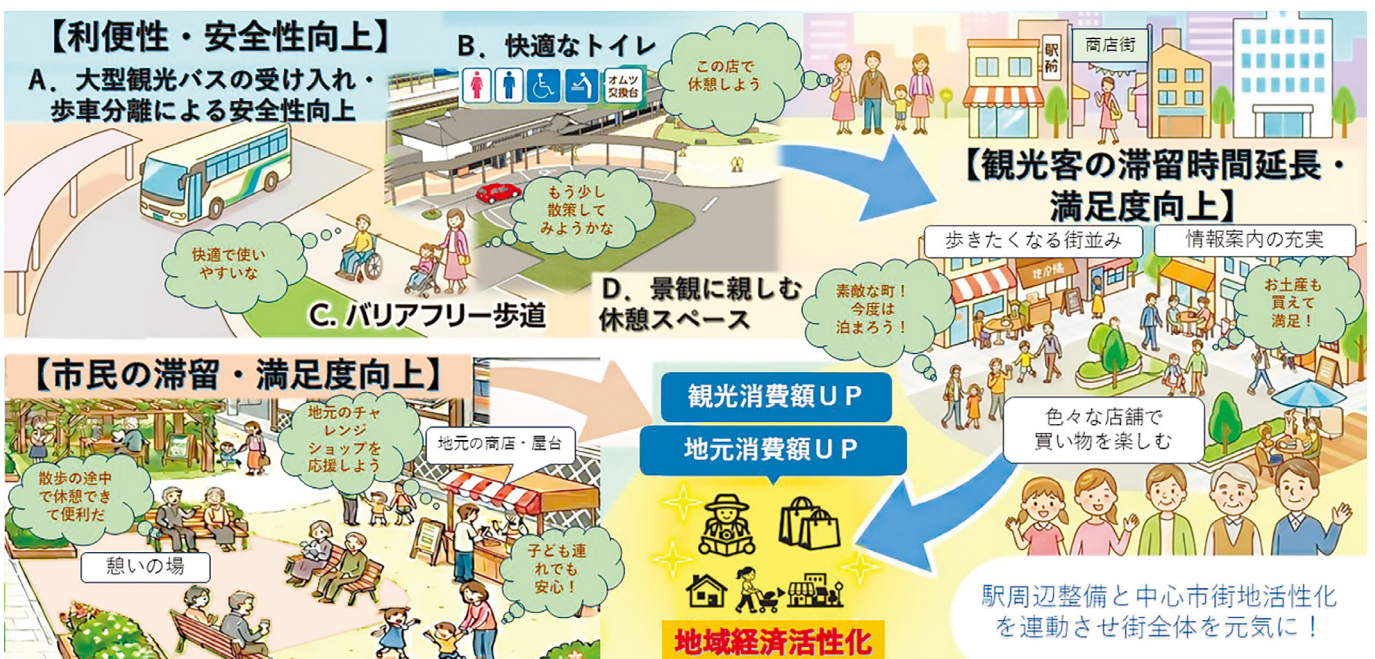 【利便性・安全性向上】
A．大型観光バスの受け入れ・
歩車分離による安全性向上
B．快適なトイレ
オムツ
交換台
この店で
休憩しよう
駅前
商店街
もう少し
散策して
みようかな
快適で使い
やすいな
C. バリアフリー歩道
D．景観に親しむ
休憩スペース
【観光客の滞留時間延長・
満足度向上】
歩きたくなる街並み
情報案内の充実
素敵な町！
今度は
泊まろう！
お土産も
買えて
満足！
色々な店舗で
買い物を楽しむ
【市民の滞留・満足度向上】
地元のチャ
レンジ
ショップを
応援しよう
地元の商店・屋台
散歩の途中
で休憩でき
て便利だ
憩いの場
子ども連
れでも
安心！
観光消費額ＵＰ
地元消費額ＵＰ
地域経済活性化
駅周辺整備と中心市街地活性化
を連動させ街全体を元気に！